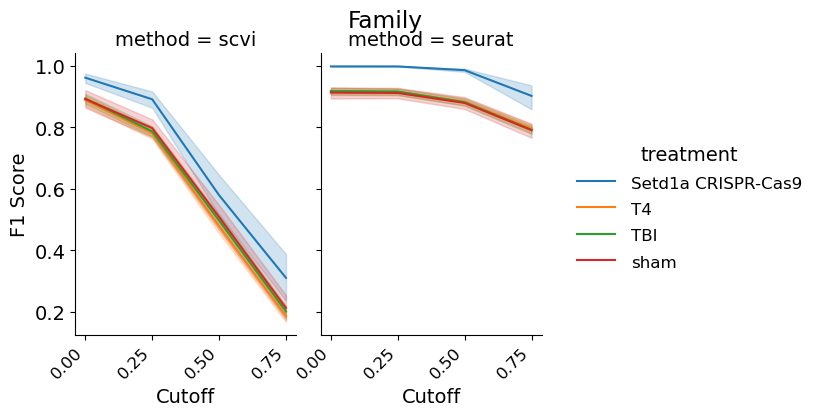 Family
method = scvi
method = seurat
F1 Score
1.0
0.8
0.6
0.4
0.2
0.00
0.25
0.50
0.75
Cutoff
0.00
0.25
0.50
0.75
Cutoff
treatment
Setd1a CRISPR-Cas9
T4
TBI
sham